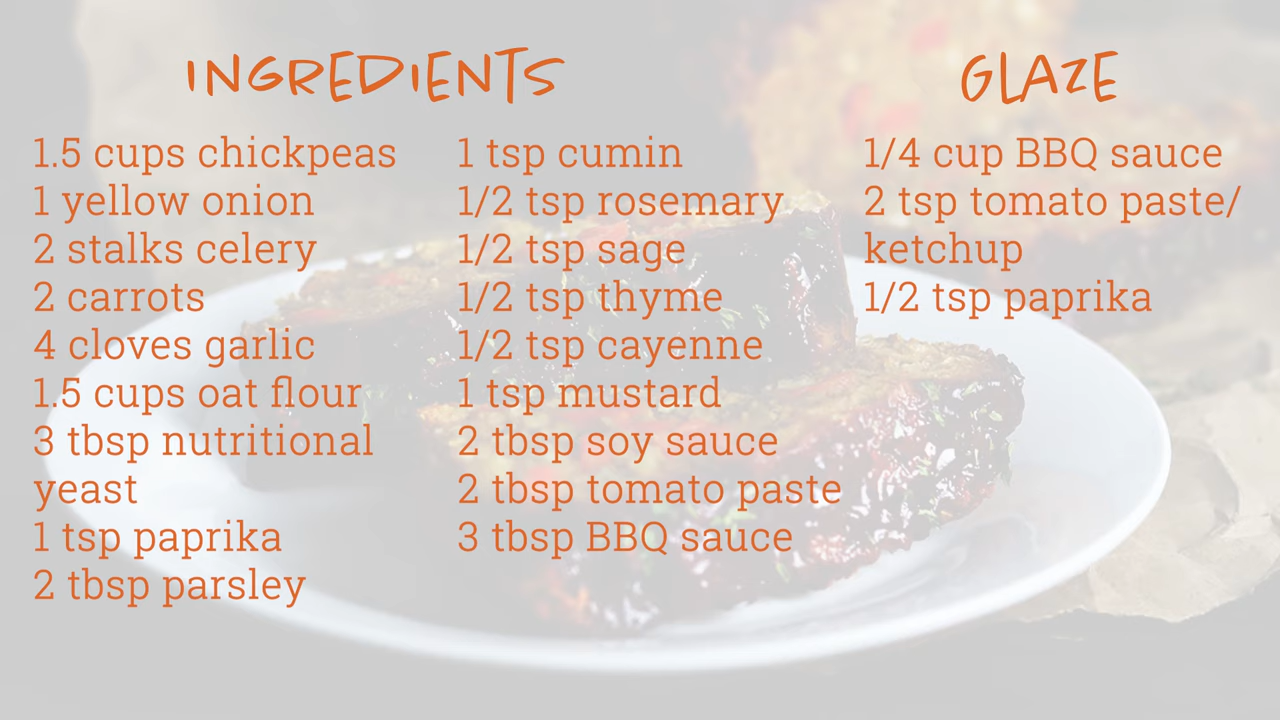 INGREDIENTS
1.5 cups chickpeas
1 yellow onion
2 stalks celery
2 carrots
4 cloves garlic
1.5 cups oat flour
3 tbsp nutritional
yeast
1 tsp paprika
2 tbsp parsley
1 tsp cumin
1/2 tsp rosemary
1/2 tsp sage
1/2 tsp thyme
1/2 tsp cayenne
1 tsp mustard
2 tbsp soy sauce
2 tbsp tomato paste
3 tbsp BBQ sauce
GLAZE
1/4 cup BBQ sauce
2 tsp tomato paste/
ketchup
1/2 tsp paprika